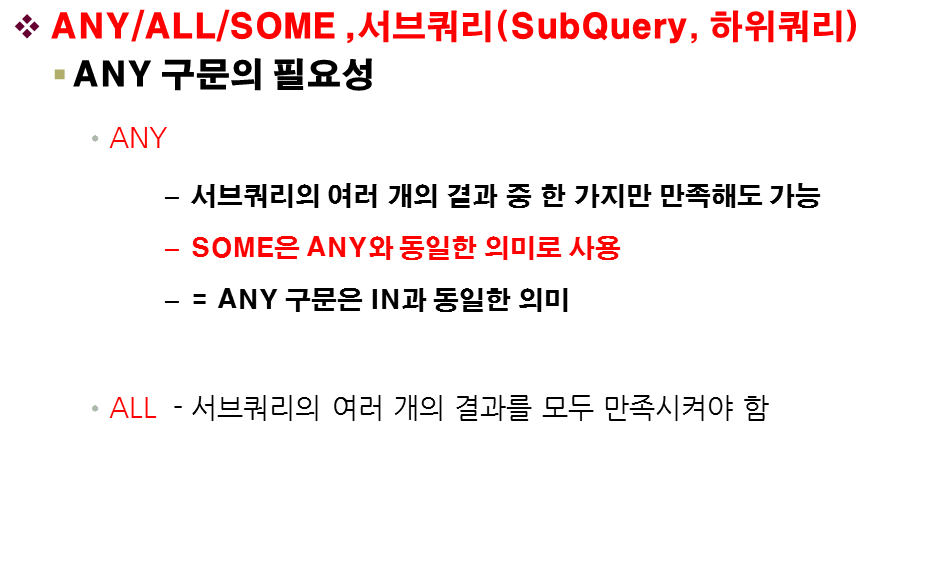 ❖ ANY/ALL/SOME ,서브쿼리(SubQuery, 하위쿼리)
▪ ANY 구문의 필요성
• ANY
– 서브쿼리의 여러 개의 결과 중 한 가지만 만족해도 가능
– SOME은 ANY와 동일한 의미로 사용
– = ANY 구문은 IN과 동일한 의미
• ALL - 서브쿼리의 여러 개의 결과를 모두 만족시켜야 함